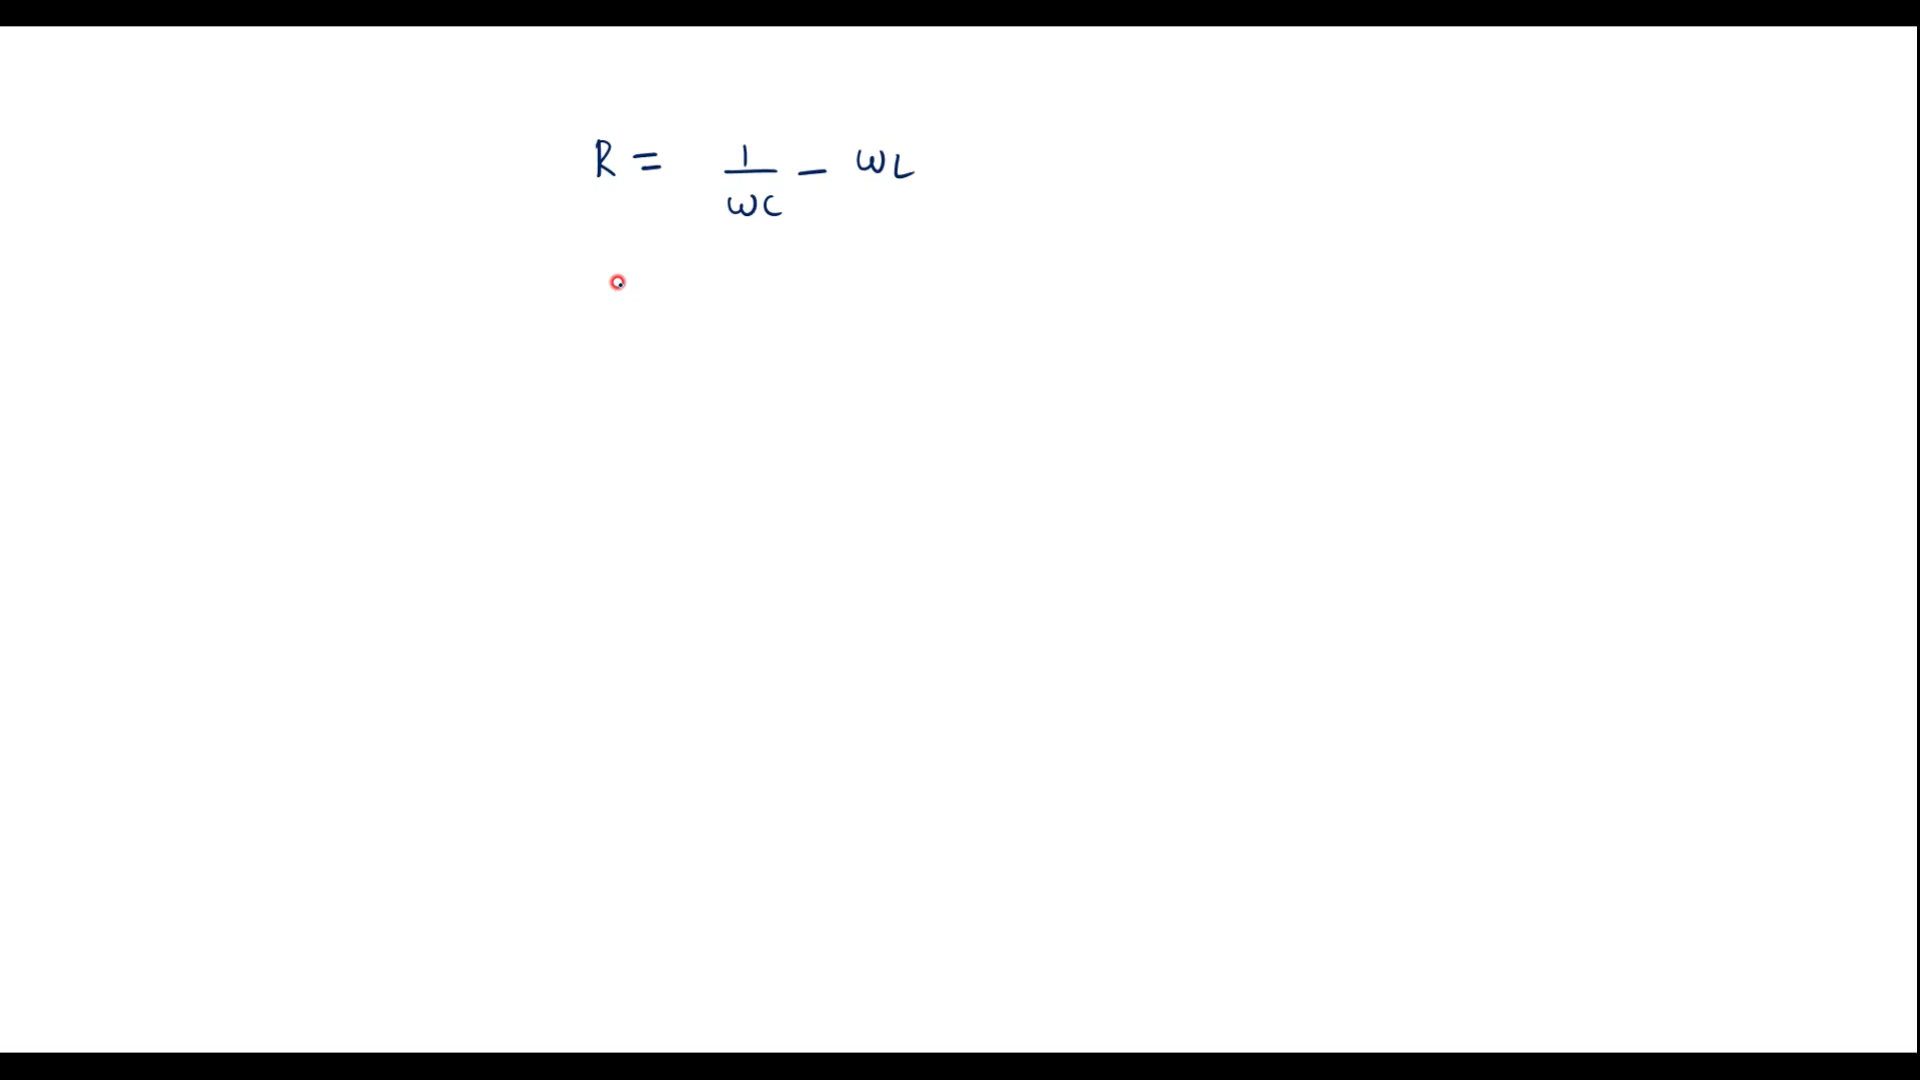 R = 1/ωC - ωL